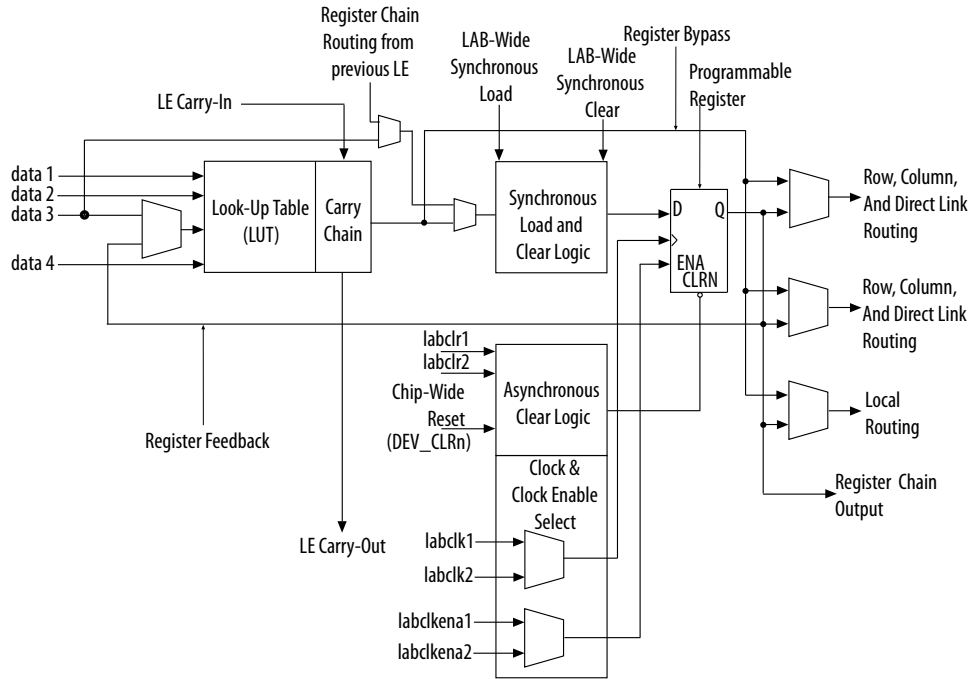 Register Chain
Routing from
previous LE
LAB-Wide
Synchronous
Load
LAB-Wide
Synchronous
Clear
Register Bypass
Programmable
Register
LE Carry-In
data 1
data 2
data 3
data 4
Look-Up Table
(LUT)
Carry
Chain
Synchronous
Load and
Clear Logic
D Q
ENA
CLRN
Row, Column,
And Direct Link
Routing
Row, Column,
And Direct Link
Routing
Local
Routing
Register Chain
Output
labclr1
labclr2
Chip-Wide
Reset
(DEV_CLRn)
Asynchronous
Clear Logic
Register Feedback
Clock &
Clock Enable
Select
LE Carry-Out
labclk1
labclk2
labclkena1
labclkena2